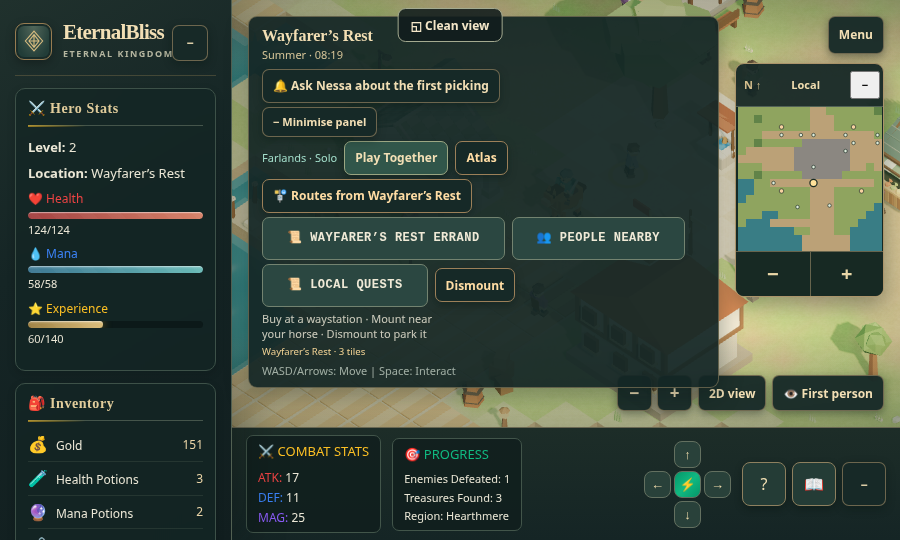 EternalBliss
ETERNAL KINGDOM
−
⚔️ Hero Stats
Level: 2
Location: Wayfarer's Rest
❤️ Health
124/124
💧 Mana
58/58
⭐ Experience
60/140
🎒 Inventory
💰 Gold 151
🧪 Health Potions 3
🔮 Mana Potions 2
◱ Clean view
Wayfarer's Rest
Summer · 08:19
🔔 Ask Nessa about the first picking
− Minimise panel
Farlands · Solo Play Together Atlas
🚏 Routes from Wayfarer's Rest
📜 WAYFARER'S REST ERRAND 👥 PEOPLE NEARBY
📜 LOCAL QUESTS Dismount
Buy at a waystation · Mount near
your horse · Dismount to park it
Wayfarer's Rest · 3 tiles
WASD/Arrows: Move | Space: Interact
Menu
N ↑ Local −
− +
− + 2D view 👁️ First person
⚔️ COMBAT STATS
ATK: 17
DEF: 11
MAG: 25
🎯 PROGRESS
Enemies Defeated: 1
Treasures Found: 3
Region: Hearthmere
↑
← ⚡ →
↓
? 📖 −